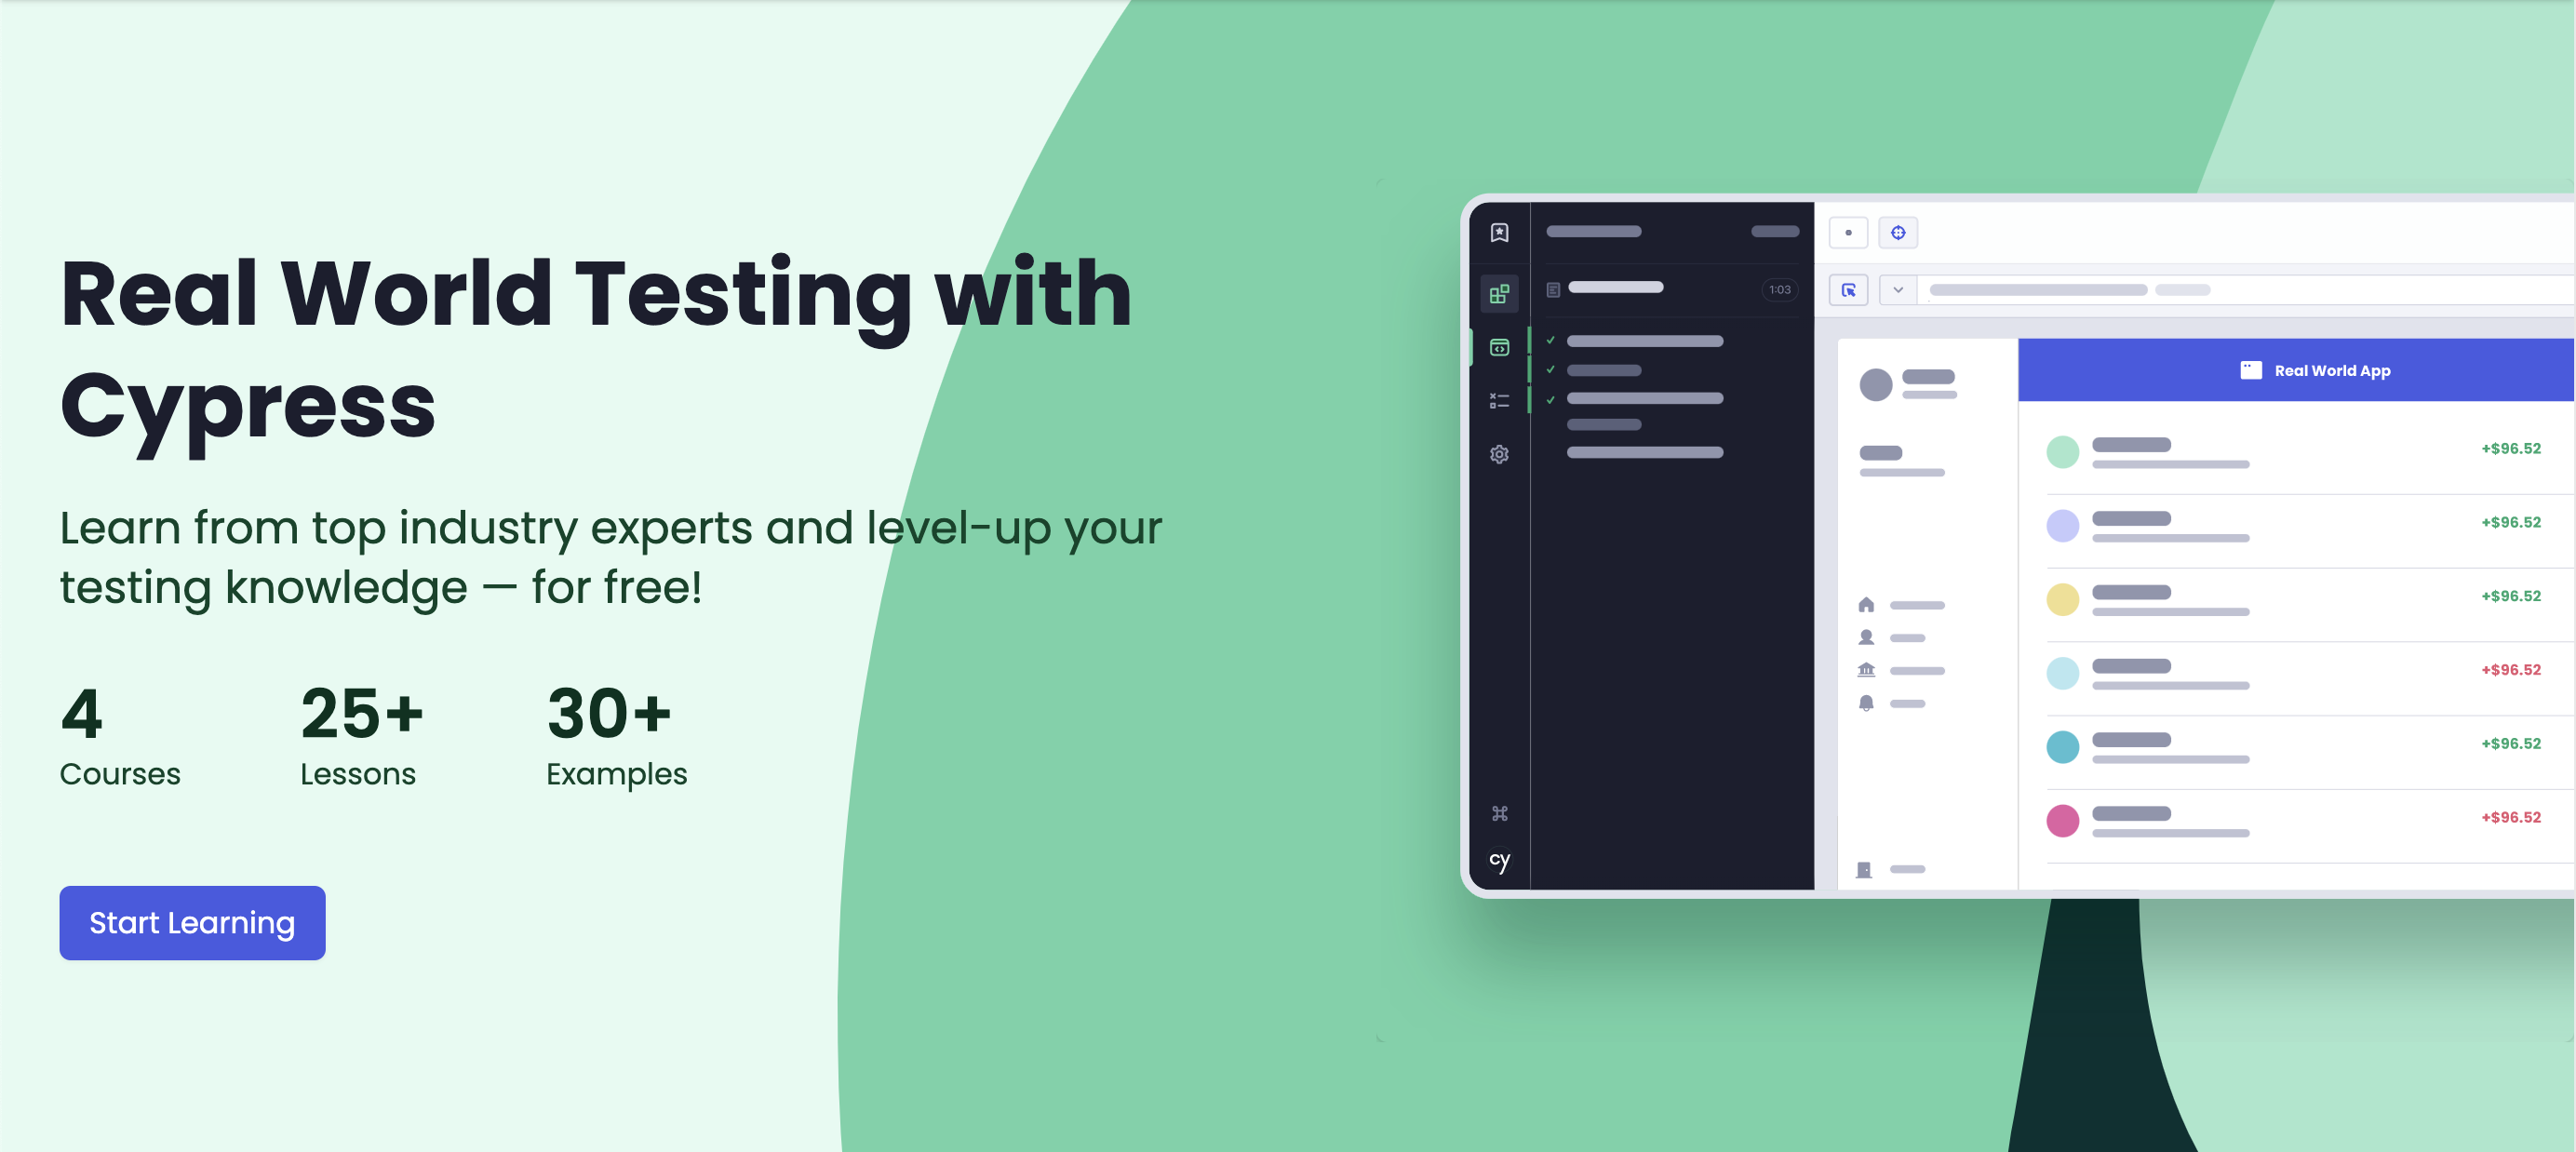 Real World Testing with
Cypress
Learn from top industry experts and level-up your
testing knowledge — for free!
4
Courses
25+
Lessons
30+
Examples
Start Learning
1:03
cy
Real World App
+$96.52
+$96.52
+$96.52
+$96.52
+$96.52
+$96.52